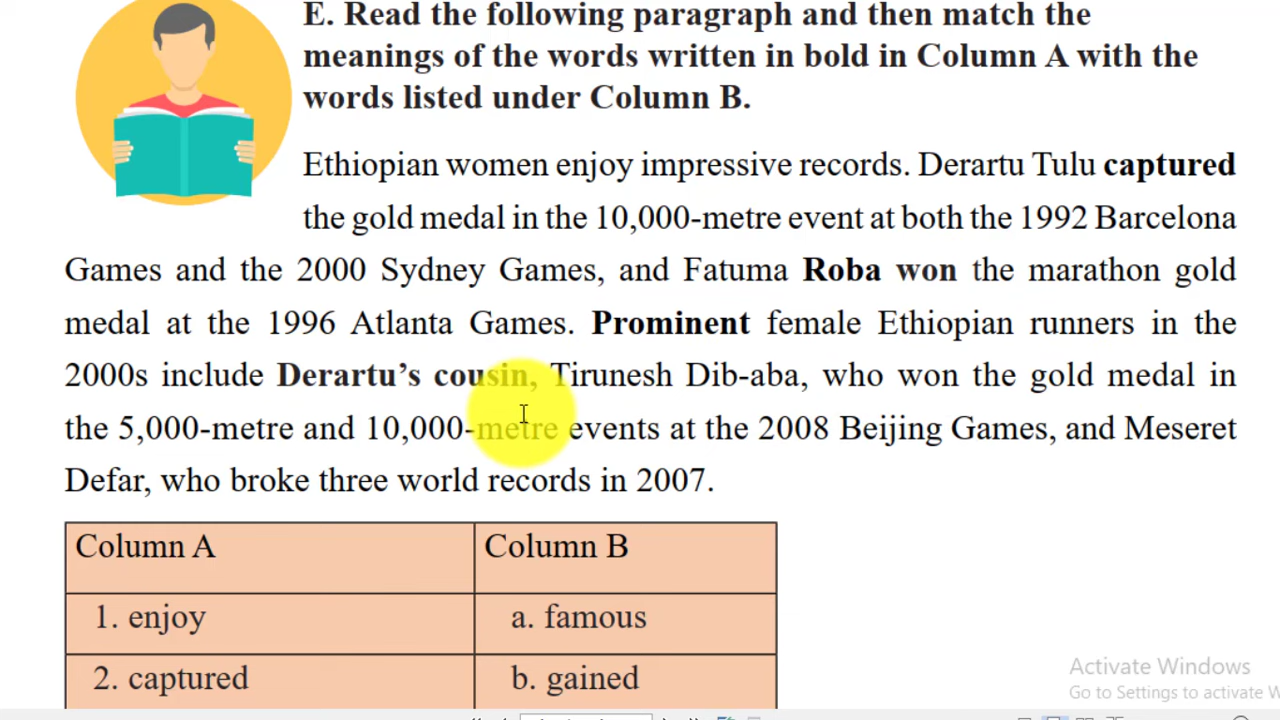 E. Read the following paragraph and then match the
meanings of the words written in bold in Column A with the
words listed under Column B.
Ethiopian women enjoy impressive records. Derartu Tulu captured
the gold medal in the 10,000-metre event at both the 1992 Barcelona
Games and the 2000 Sydney Games, and Fatuma Roba won the marathon gold
medal at the 1996 Atlanta Games. Prominent female Ethiopian runners in the
2000s include Derartu's cousin, Tirunesh Dib-aba, who won the gold medal in
the 5,000-metre and 10,000-metre events at the 2008 Beijing Games, and Meseret
Defar, who broke three world records in 2007.
Column A Column B
1. enjoy a. famous
2. captured b. gained
Activate Windows
Go to Settings to activate W